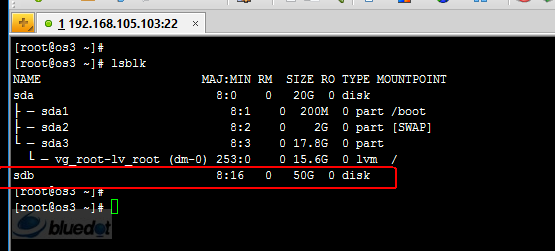 1 192.168.105.103:22
[root@os3 ~]#
[root@os3 ~]# lsblk
NAME MAJ:MIN RM SIZE RO TYPE MOUNTPOINT
sda 8:0 0 20G 0 disk
├─sda1 8:1 0 200M 0 part /boot
├─sda2 8:2 0 2G 0 part [SWAP]
└─sda3 8:3 0 17.8G 0 part
└─vg_root-lv_root (dm-0) 253:0 0 15.6G 0 lvm /
sdb 8:16 0 50G 0 disk
[root@os3 ~]#
[root@os3 ~]#
bluedot